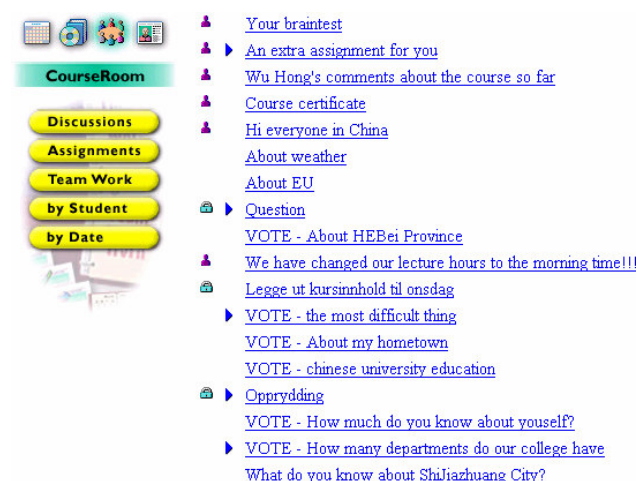 CourseRoom
Discussions
Assignments
Team Work
by Student
by Date
Your braintest
An extra assignment for you
Wu Hong's comments about the course so far
Course certificate
Hi everyone in China
About weather
About EU
Question
VOTE - About HEBei Province
We have changed our lecture hours to the morning time!!!
Legge ut kursinnhold til onsdag
VOTE - the most difficult thing
VOTE - About my hometown
VOTE - chinese university education
Opprydding
VOTE - How much do you know about youself?
VOTE - How many departments do our college have
What do you know about ShiJiazhuang City?